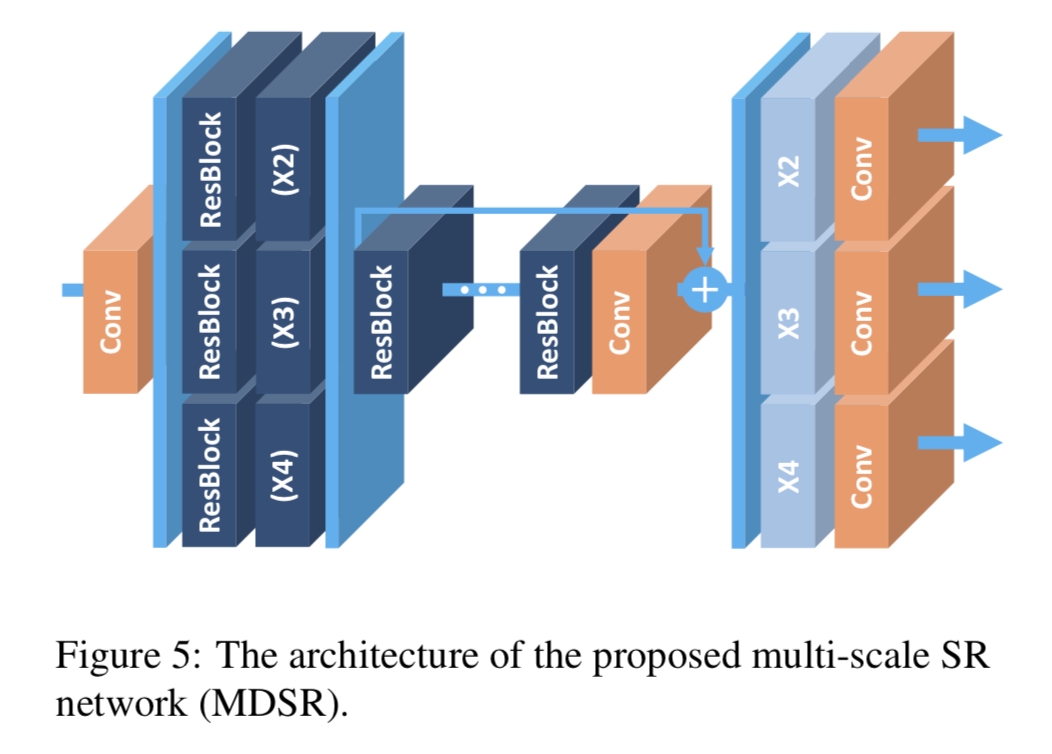 Conv
ResBlock
(X2)
ResBlock
(X3)
ResBlock
(X4)
ResBlock
ResBlock
Conv
X2
Conv
X3
Conv
X4
Conv
Figure 5: The architecture of the proposed multi-scale SR
network (MDSR).